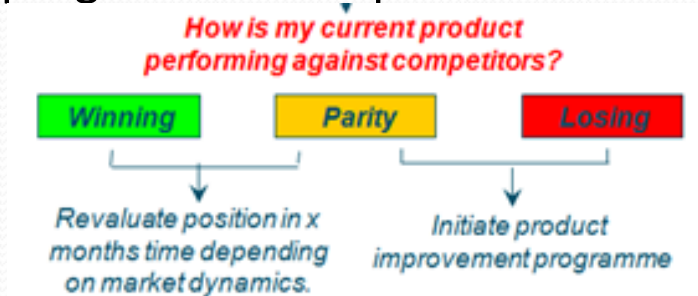 How is my current product
performing against competitors?
Winning
Parity
Losing
Revaluate position in x
months time depending
on market dynamics.
Initiate product
improvement programme